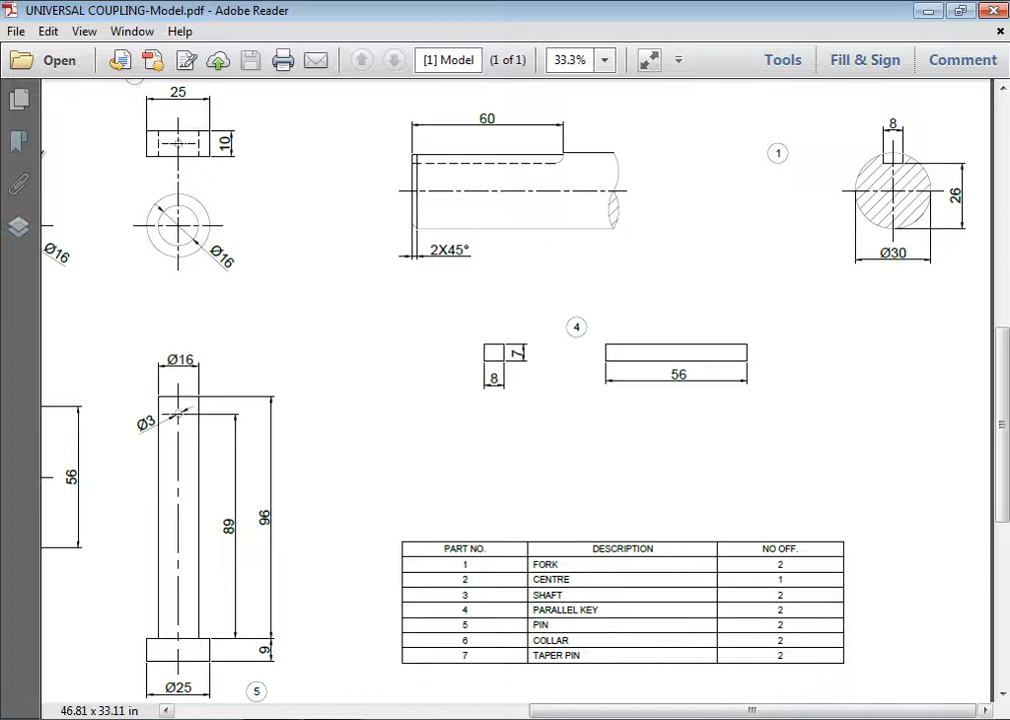 UNIVERSAL COUPLING-Model.pdf - Adobe Reader
File Edit View Window Help
Open [1] Model (1 of 1) 33.3% Tools Fill & Sign Comment
25
10
Ø16
Ø16
60
2X45°
1
8
26
Ø30
4
7
8
56
Ø16
Ø3
56
89
96
9
Ø25
5
PART NO. DESCRIPTION NO OFF.
1 FORK 2
2 CENTRE 1
3 SHAFT 2
4 PARALLEL KEY 2
5 PIN 2
6 COLLAR 2
7 TAPER PIN 2
46.81 x 33.11 in